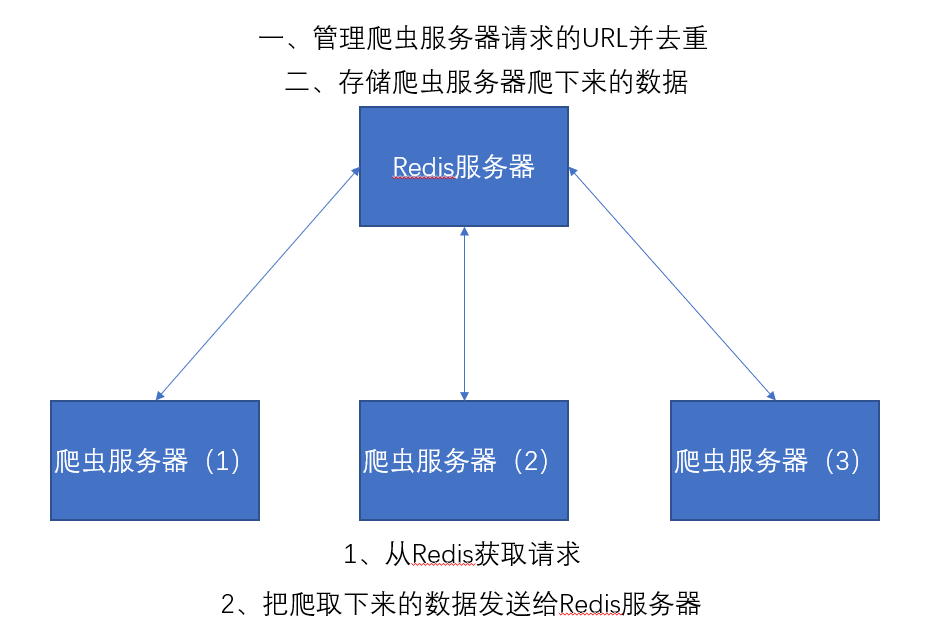 一、管理爬虫服务器请求的URL并去重
二、存储爬虫服务器爬下来的数据
Redis服务器
爬虫服务器（1）
爬虫服务器（2）
爬虫服务器（3）
1、从Redis获取请求
2、把爬取下来的数据发送给Redis服务器